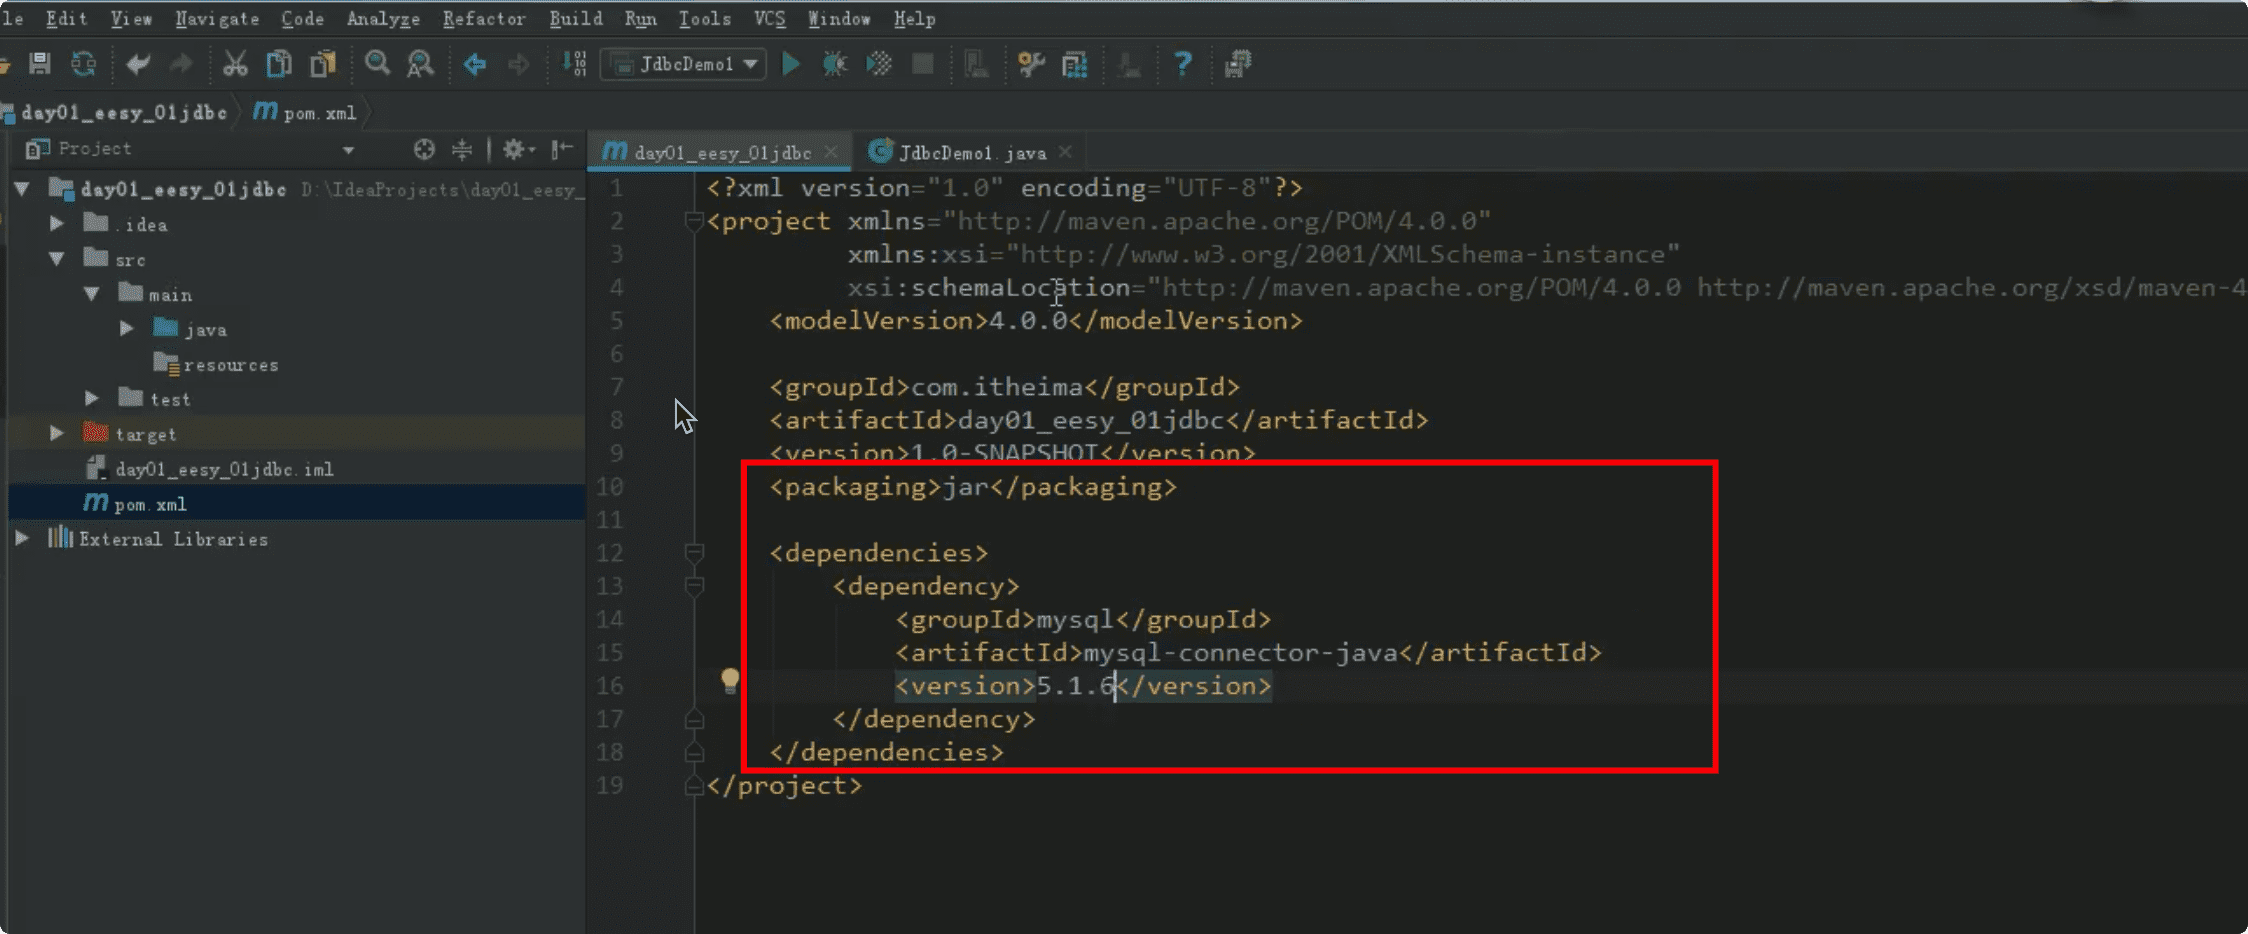 le Edit View Navigate Code Analyze Refactor Build Run Tools VCS Window Help
JdbcDemo1
day01_eesy_01jdbc pom.xml
Project
day01_eesy_01jdbc D:\IdeaProjects\day01_eesy_
.idea
src
main
java
resources
test
target
day01_eesy_01jdbc.iml
pom.xml
External Libraries
day01_eesy_01jdbc JdbcDemo1.java
1 <?xml version="1.0" encoding="UTF-8"?>
2 <project xmlns="http://maven.apache.org/POM/4.0.0"
3 xmlns:xsi="http://www.w3.org/2001/XMLSchema-instance"
4 xsi:schemaLocation="http://maven.apache.org/POM/4.0.0 http://maven.apache.org/xsd/maven-4
5 <modelVersion>4.0.0</modelVersion>
6
7 <groupId>com.itheima</groupId>
8 <artifactId>day01_eesy_01jdbc</artifactId>
9 <version>1.0-SNAPSHOT</version>
10 <packaging>jar</packaging>
11
12 <dependencies>
13 <dependency>
14 <groupId>mysql</groupId>
15 <artifactId>mysql-connector-java</artifactId>
16 <version>5.1.6</version>
17 </dependency>
18 </dependencies>
19 </project>